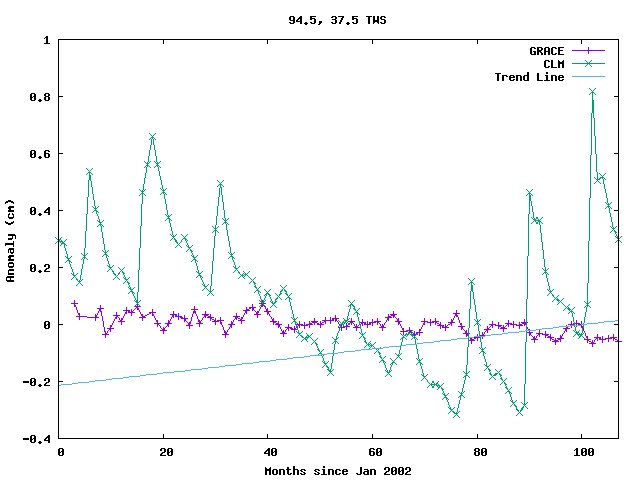 94.5, 37.5 TWS
GRACE
CLM
Trend Line
1
0.8
0.6
0.4
0.2
0
-0.2
-0.4
Anomaly (cm)
0 20 40 60 80 100
Months since Jan 2002